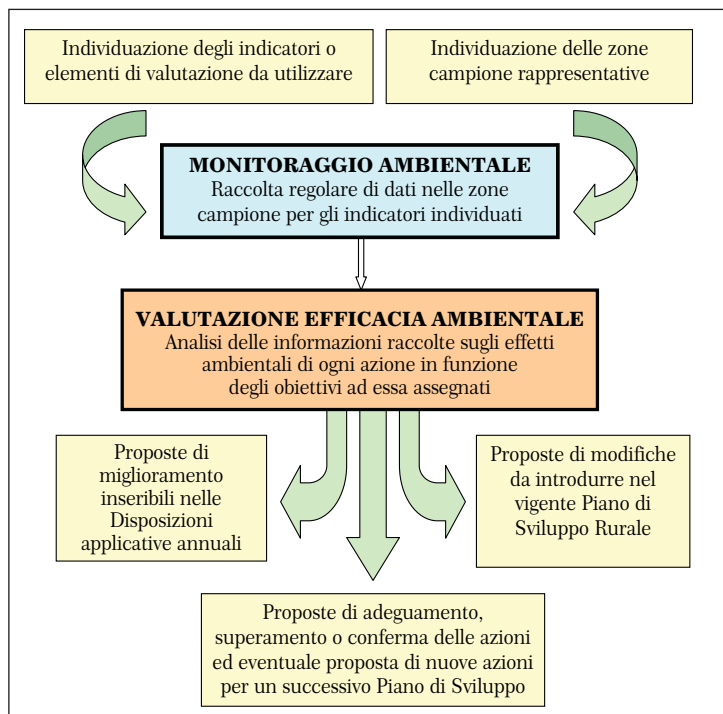 Individuazione degli indicatori o
elementi di valutazione da utilizzare
Individuazione delle zone
campione rappresentative
MONITORAGGIO AMBIENTALE
Raccolta regolare di dati nelle zone
campione per gli indicatori individuati
VALUTAZIONE EFFICACIA AMBIENTALE
Analisi delle informazioni raccolte sugli effetti
ambientali di ogni azione in funzione
degli obiettivi ad essa assegnati
Proposte di
miglioramento
inseribili nelle
Disposizioni
applicative annuali
Proposte di modifiche
da introdurre nel
vigente Piano di
Sviluppo Rurale
Proposte di adeguamento,
superamento o conferma delle azioni
ed eventuale proposta di nuove azioni
per un successivo Piano di Sviluppo